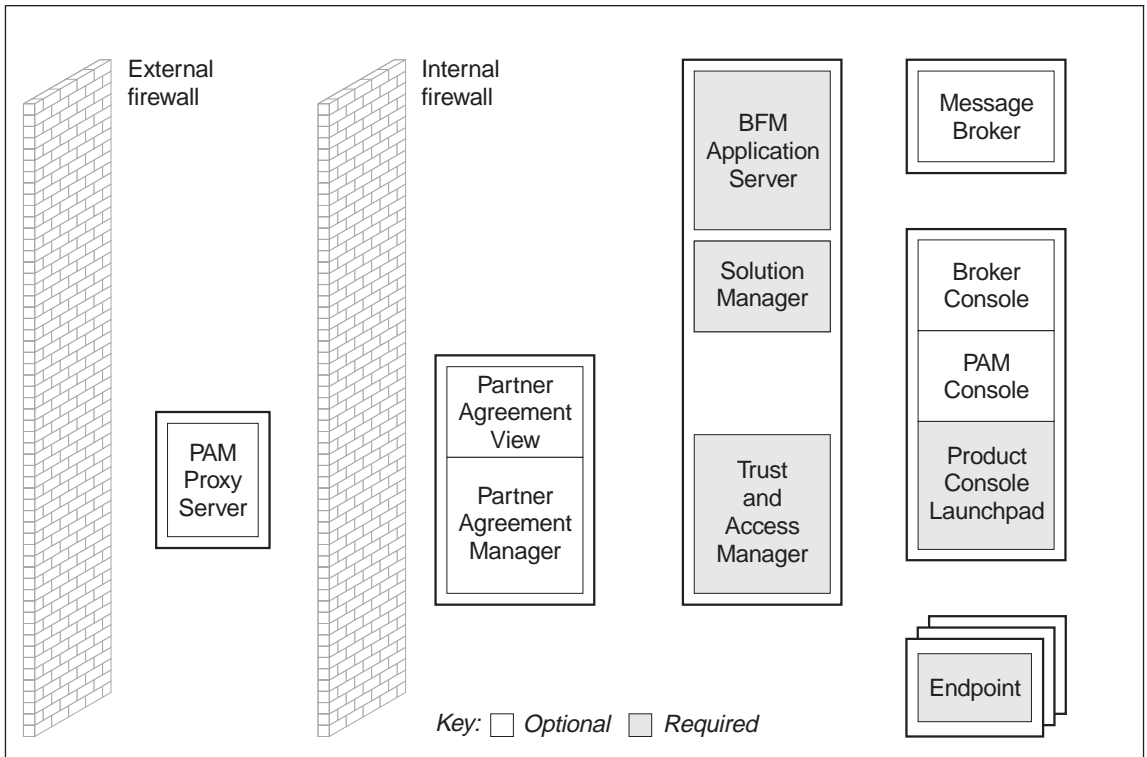 External
firewall
Internal
firewall
BFM
Application
Server
Solution
Manager
Trust
and
Access
Manager
Message
Broker
Broker
Console
PAM
Console
Product
Console
Launchpad
Partner
Agreement
View
Partner
Agreement
Manager
PAM
Proxy
Server
Endpoint
Key: Optional Required